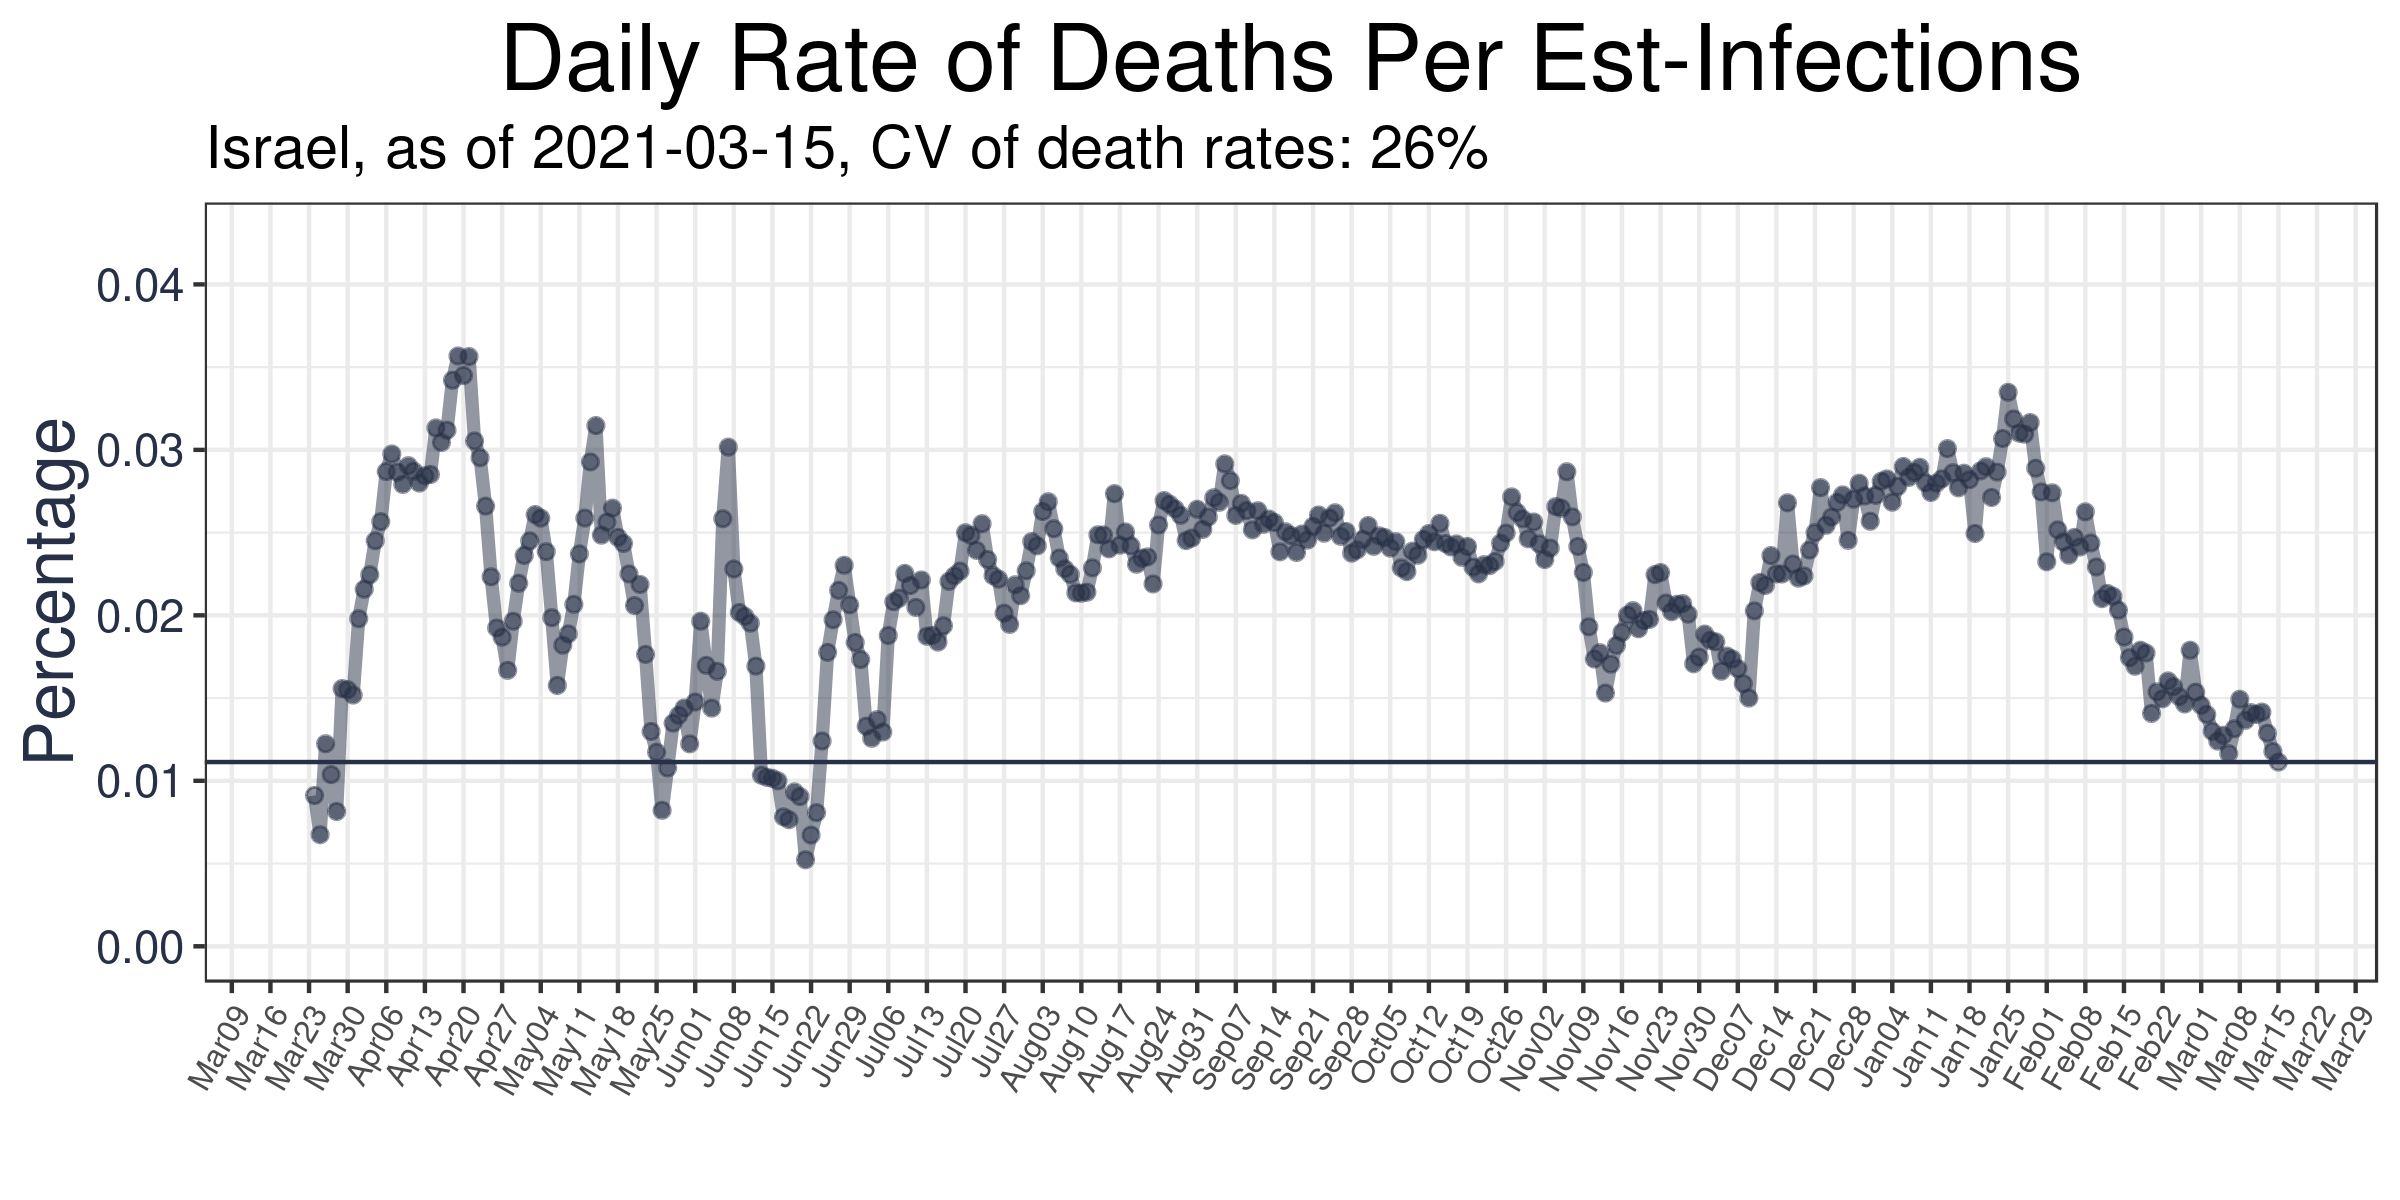 Daily Rate of Deaths Per Est-Infections
Israel, as of 2021-03-15, CV of death rates: 26%
Percentage
0.04
0.03
0.02
0.01
0.00
Mar09
Mar16
Mar23
Mar30
Apr06
Apr13
Apr20
Apr27
May04
May11
May18
May25
Jun01
Jun08
Jun15
Jun22
Jun29
Jul06
Jul13
Jul20
Jul27
Aug03
Aug10
Aug17
Aug24
Aug31
Sep07
Sep14
Sep21
Sep28
Oct05
Oct12
Oct19
Oct26
Nov02
Nov09
Nov16
Nov23
Nov30
Dec07
Dec14
Dec21
Dec28
Jan04
Jan11
Jan18
Jan25
Feb01
Feb08
Feb15
Feb22
Mar01
Mar08
Mar15
Mar22
Mar29